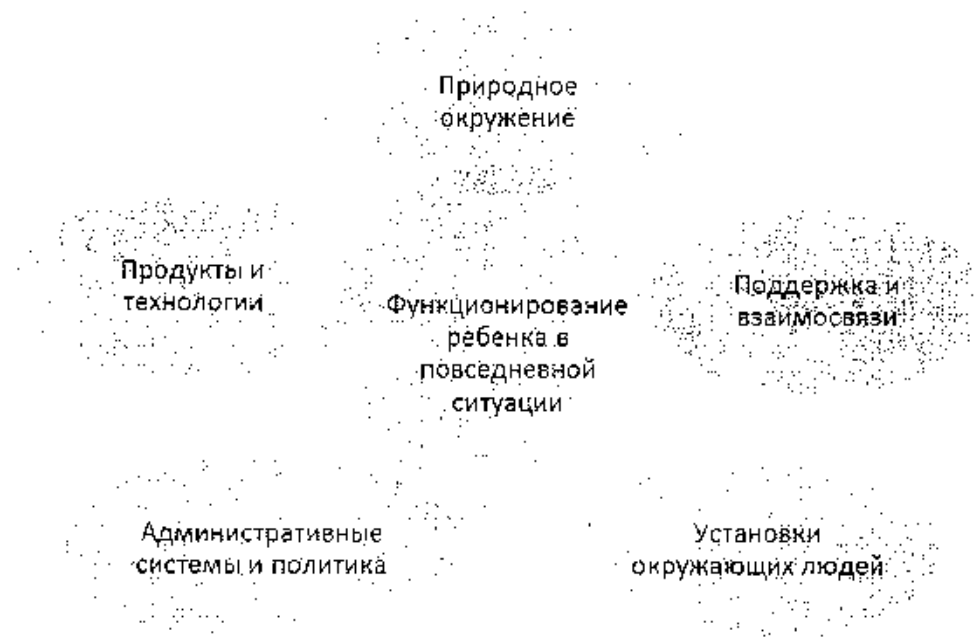 Природное
окружение
Продукты и
технологии
Поддержка и
взаимосвязи
Функционирование
ребенка в
повседневной
ситуации
Административные
системы и политика
Установки
окружающих людей